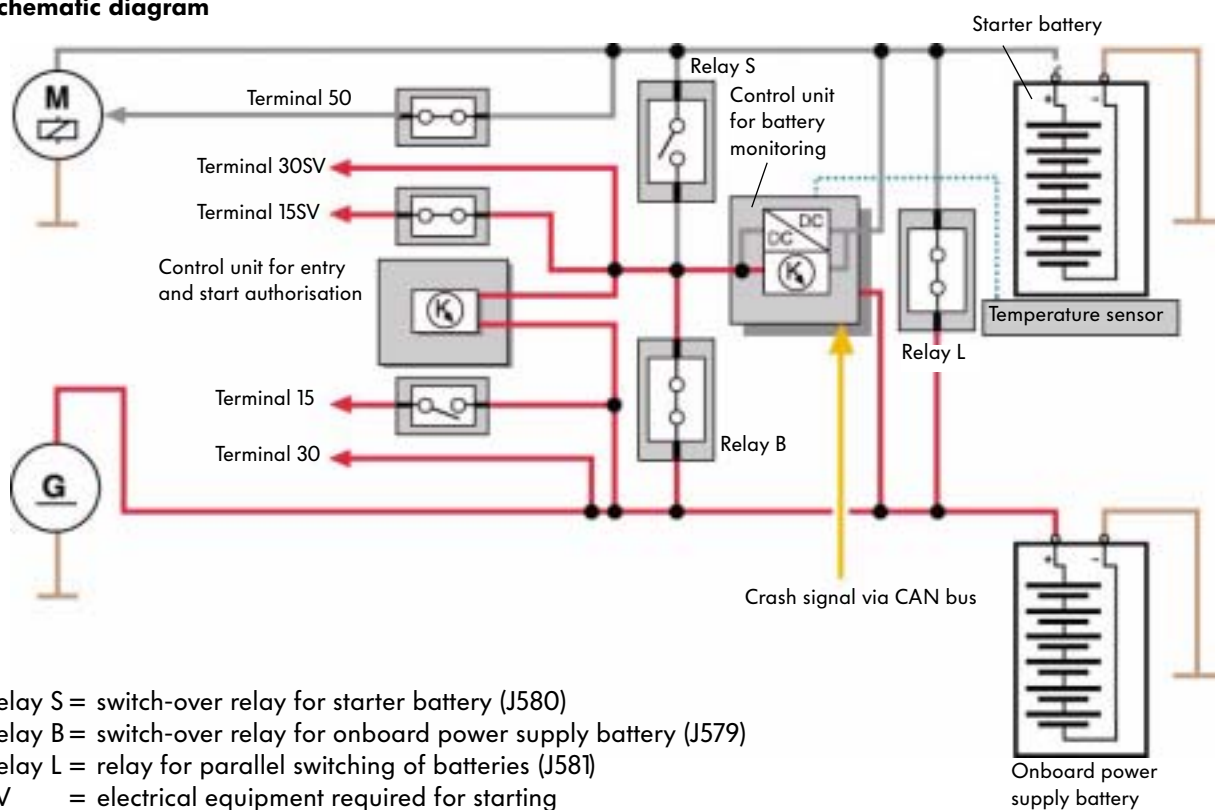 chematic diagram
Starter battery
Relay S
M
Terminal 50
Control unit
for battery
monitoring
Terminal 30SV
Terminal 15SV
DC
DC
Control unit for entry
and start authorisation
K
K
Temperature sensor
Relay L
Terminal 15
Relay B
Terminal 30
G
Crash signal via CAN bus
elay S = switch-over relay for starter battery (J580)
elay B = switch-over relay for onboard power supply battery (J579)
elay L = relay for parallel switching of batteries (J581)
V = electrical equipment required for starting
Onboard power
supply battery